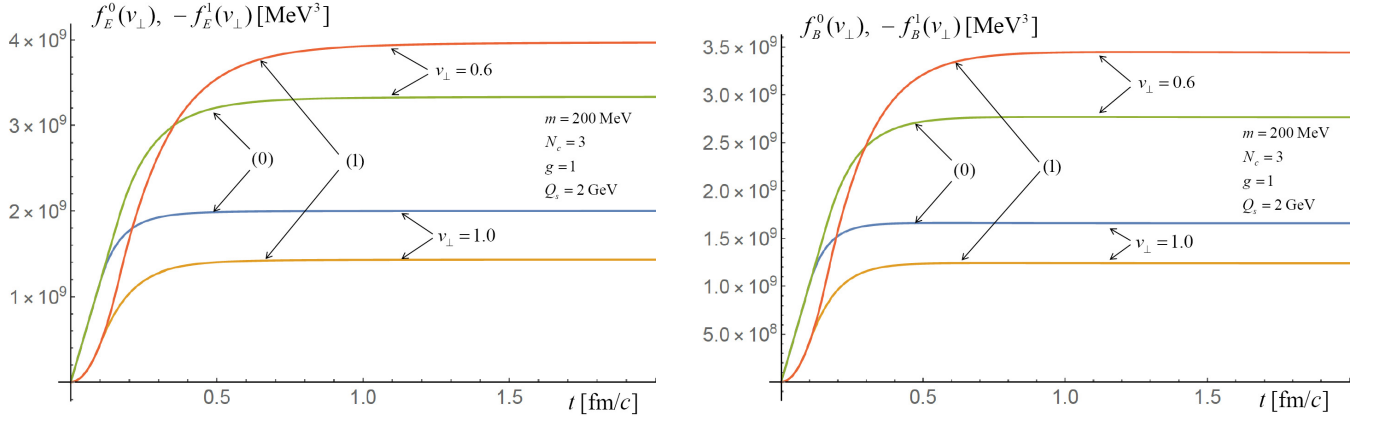 f_E^0(v_⊥), −f_E^1(v_⊥) [MeV^3]
4 × 10^9
3 × 10^9
2 × 10^9
1 × 10^9
v_⊥ = 0.6
m = 200 MeV
N_c = 3
g = 1
Q_s = 2 GeV
(0)
(1)
v_⊥ = 1.0
0.5
1.0
1.5
t [fm/c]
f_B^0(v_⊥), −f_B^1(v_⊥) [MeV^3]
3.5 × 10^9
3.0 × 10^9
2.5 × 10^9
2.0 × 10^9
1.5 × 10^9
1.0 × 10^9
5.0 × 10^8
v_⊥ = 0.6
m = 200 MeV
N_c = 3
g = 1
Q_s = 2 GeV
(0)
(1)
v_⊥ = 1.0
0.5
1.0
1.5
t [fm/c]